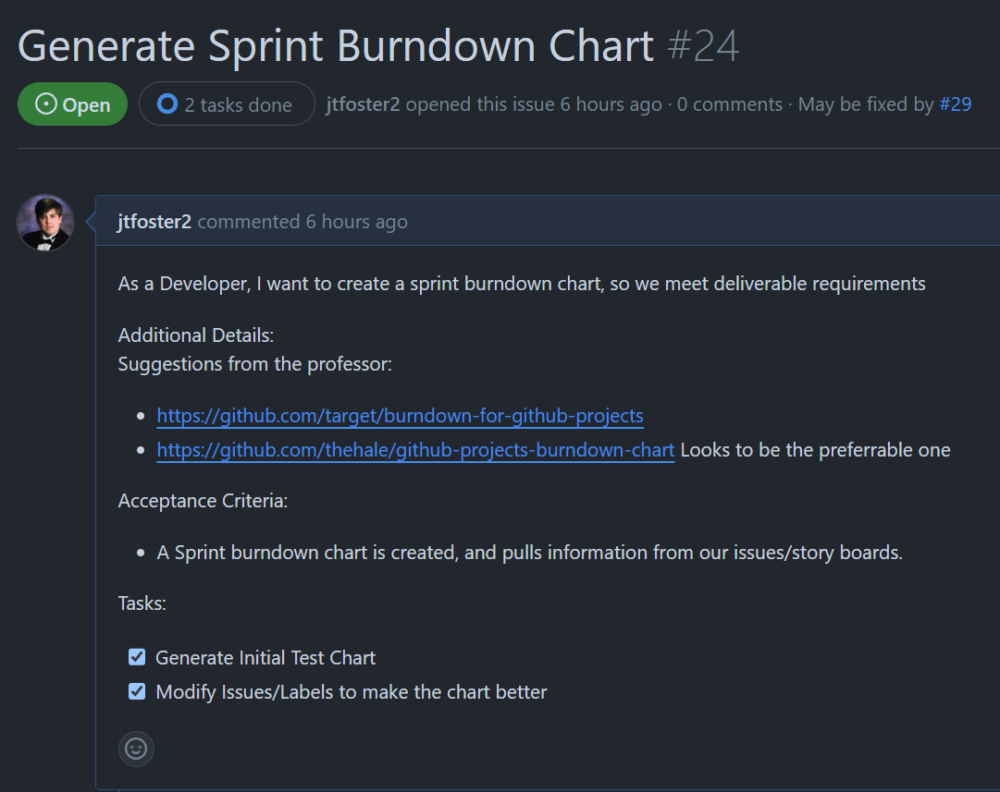 Generate Sprint Burndown Chart #24
Open 2 tasks done jtfoster2 opened this issue 6 hours ago · 0 comments · May be fixed by #29
jtfoster2 commented 6 hours ago
As a Developer, I want to create a sprint burndown chart, so we meet deliverable requirements
Additional Details:
Suggestions from the professor:
https://github.com/target/burndown-for-github-projects
https://github.com/thehale/github-projects-burndown-chart Looks to be the preferrable one
Acceptance Criteria:
A Sprint burndown chart is created, and pulls information from our issues/story boards.
Tasks:
Generate Initial Test Chart
Modify Issues/Labels to make the chart better